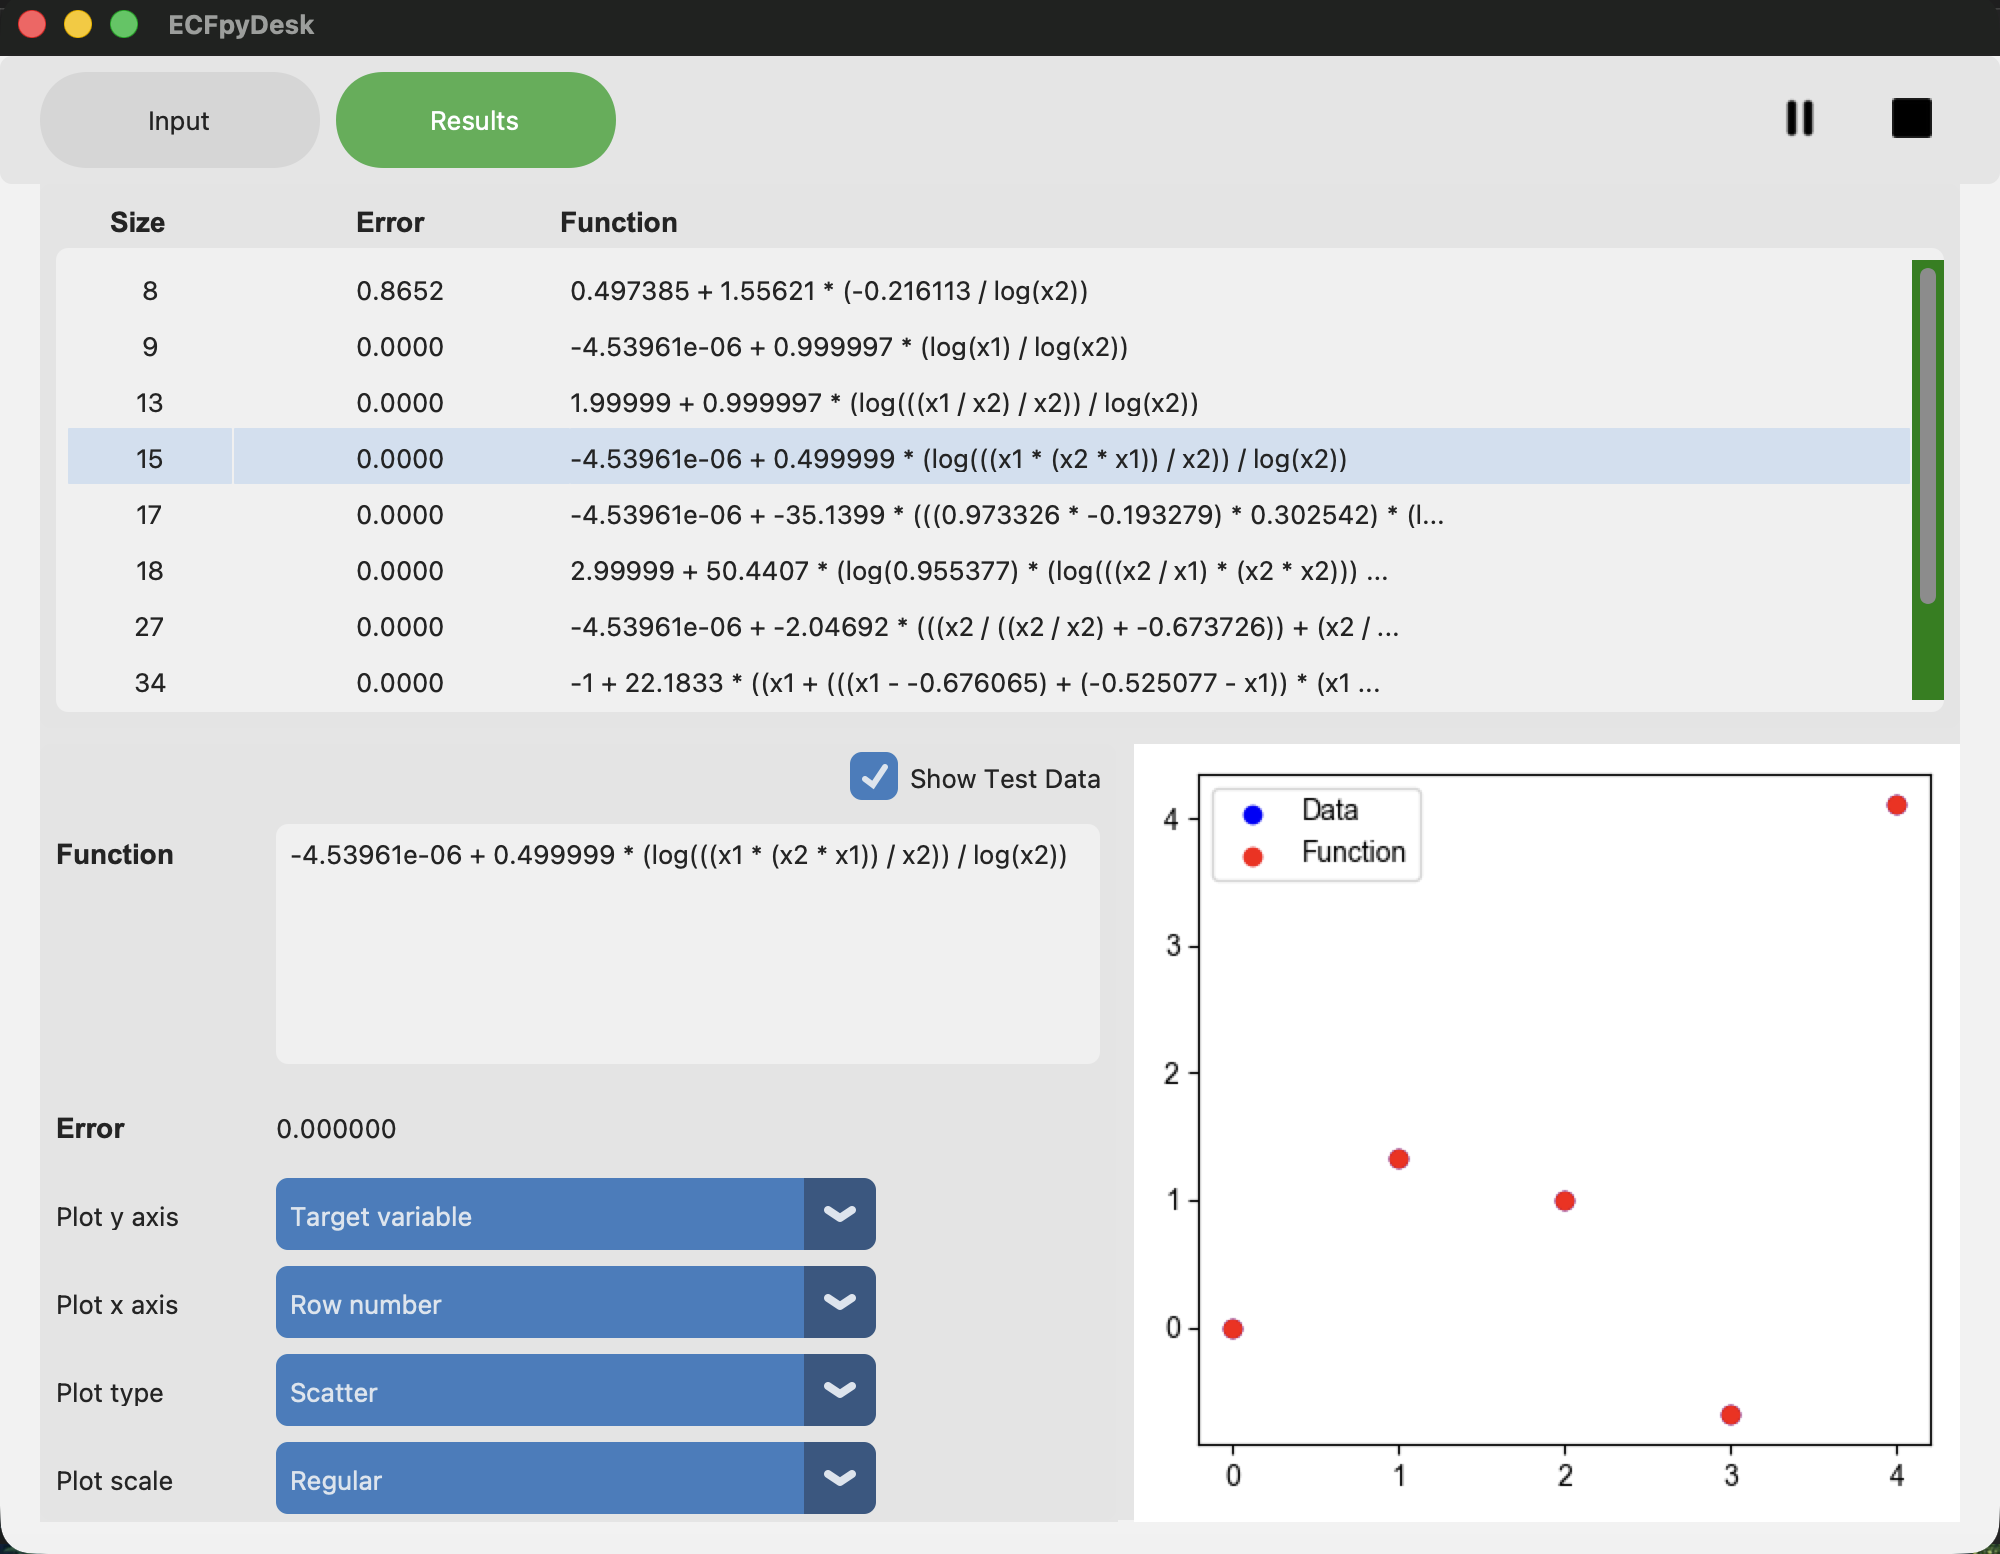 ECFpyDesk
Input
Results
Size Error Function
8 0.8652 0.497385 + 1.55621 * (-0.216113 / log(x2))
9 0.0000 -4.53961e-06 + 0.999997 * (log(x1) / log(x2))
13 0.0000 1.99999 + 0.999997 * (log(((x1 / x2) / x2)) / log(x2))
15 0.0000 -4.53961e-06 + 0.499999 * (log(((x1 * (x2 * x1)) / x2)) / log(x2))
17 0.0000 -4.53961e-06 + -35.1399 * (((0.973326 * -0.193279) * 0.302542) * (l...
18 0.0000 2.99999 + 50.4407 * (log(0.955377) * (log(((x2 / x1) * (x2 * x2))) ...
27 0.0000 -4.53961e-06 + -2.04692 * (((x2 / ((x2 / x2) + -0.673726)) + (x2 / ...
34 0.0000 -1 + 22.1833 * ((x1 + (((x1 - -0.676065) + (-0.525077 - x1)) * (x1 ...
Show Test Data
Function -4.53961e-06 + 0.499999 * (log(((x1 * (x2 * x1)) / x2)) / log(x2))
Error 0.000000
Plot y axis Target variable
Plot x axis Row number
Plot type Scatter
Plot scale Regular
Data
Function
4
3
2
1
0
0 1 2 3 4